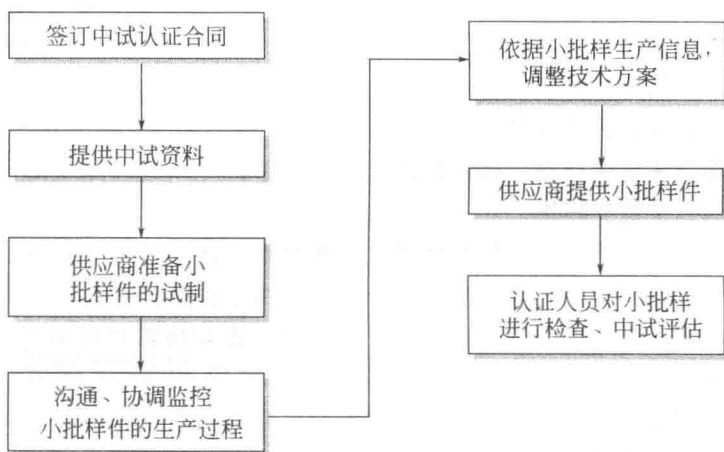 签订中试认证合同
提供中试资料
供应商准备小
批样件的试制
沟通、协调监控
小批样件的生产过程
依据小批样生产信息，
调整技术方案
供应商提供小批样件
认证人员对小批样
进行检查、中试评估